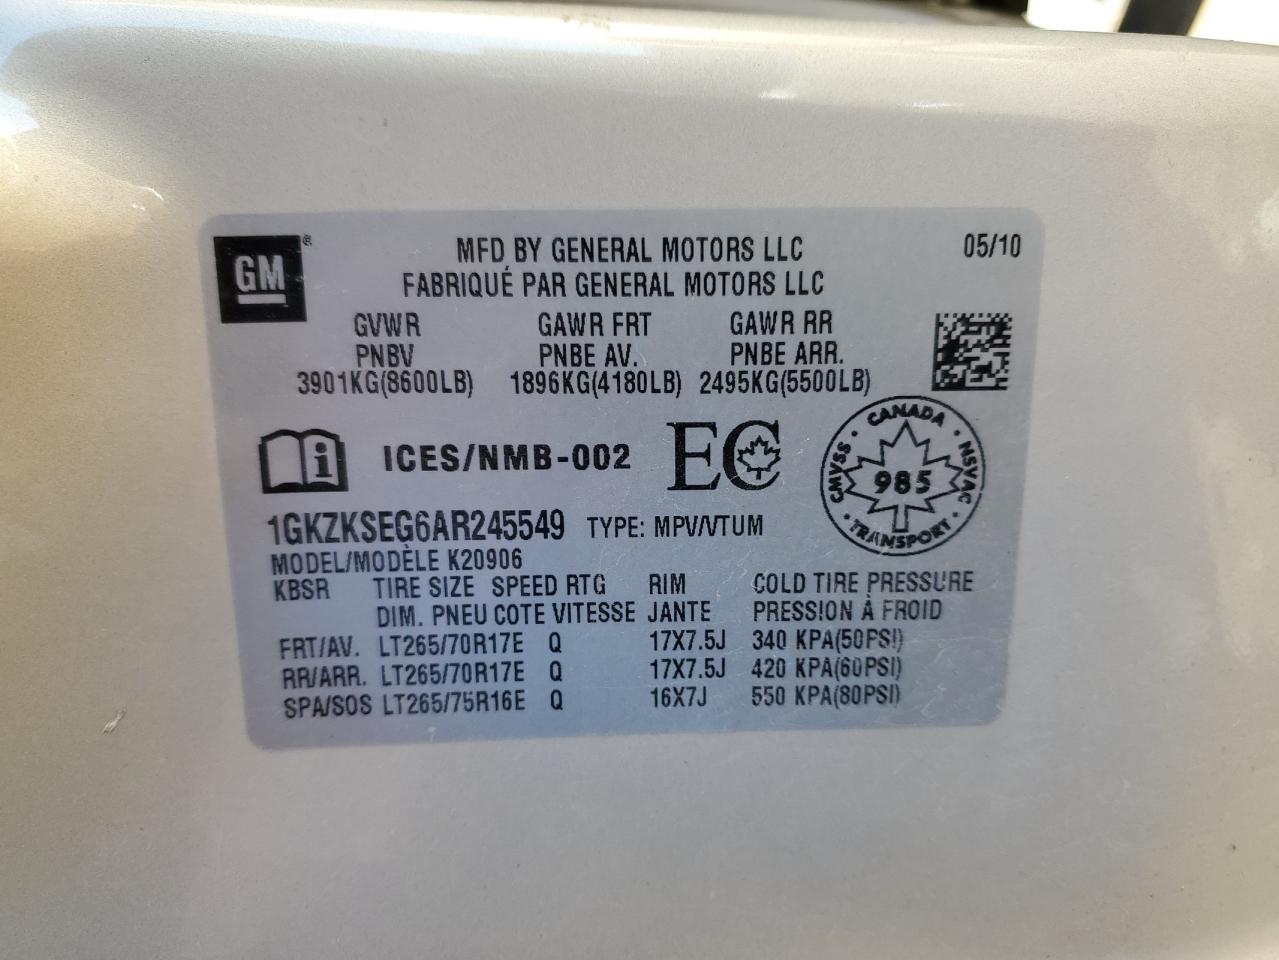 GM ®
MFD BY GENERAL MOTORS LLC 05/10
FABRIQUÉ PAR GENERAL MOTORS LLC
GVWR GAWR FRT GAWR RR
PNBV PNBE AV. PNBE ARR.
3901KG(8600LB) 1896KG(4180LB) 2495KG(5500LB)
ICES/NMB-002 EC
CANADA
CMVSS 985 NSVAC
TRANSPORT
1GKZKSEG6AR245549 TYPE: MPV/VTUM
MODEL/MODÈLE K20906
KBSR TIRE SIZE SPEED RTG RIM COLD TIRE PRESSURE
DIM. PNEU COTE VITESSE JANTE PRESSION À FROID
FRT/AV. LT265/70R17E Q 17X7.5J 340 KPA(50PSI)
RR/ARR. LT265/70R17E Q 17X7.5J 420 KPA(60PSI)
SPA/SOS LT265/75R16E Q 16X7J 550 KPA(80PSI)